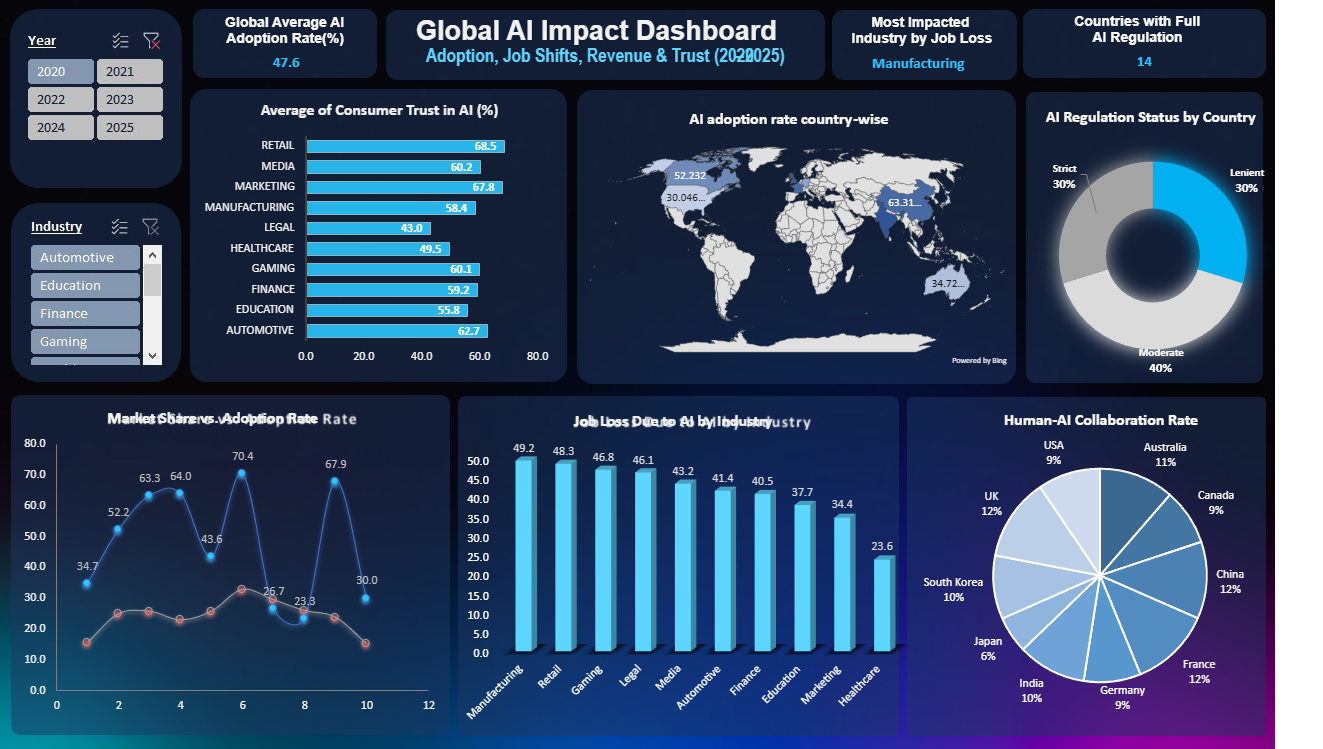 Year
2020
2021
2022
2023
2024
2025
Industry
Automotive
Education
Finance
Gaming
Global Average AI
Adoption Rate(%)
47.6
Global AI Impact Dashboard
Adoption, Job Shifts, Revenue & Trust (2020-2025)
Most Impacted
Industry by Job Loss
Manufacturing
Countries with Full
AI Regulation
14
Average of Consumer Trust in AI (%)
RETAIL 68.5
MEDIA 60.2
MARKETING 67.8
MANUFACTURING 58.4
LEGAL 43.0
HEALTHCARE 49.5
GAMING 60.1
FINANCE 59.2
EDUCATION 55.8
AUTOMOTIVE 62.7
0.0 20.0 40.0 60.0 80.0
AI adoption rate country-wise
52.232
30.046...
63.31...
34.72...
Powered by Bing
AI Regulation Status by Country
Strict
30%
Lenient
30%
Moderate
40%
Market Share vs. Adoption Rate
80.0
70.0
60.0
50.0
40.0
30.0
20.0
10.0
0.0
34.7
52.2
63.3
64.0
43.6
70.4
26.7
23.3
67.9
30.0
0 2 4 6 8 10 12
Job Loss Due to AI by Industry
50.0
45.0
40.0
35.0
30.0
25.0
20.0
15.0
10.0
5.0
0.0
49.2
48.3
46.8
46.1
43.2
41.4
40.5
37.7
34.4
23.6
Manufacturing
Retail
Gaming
Legal
Media
Automotive
Finance
Education
Marketing
Healthcare
Human-AI Collaboration Rate
USA
9%
Australia
11%
Canada
9%
China
12%
France
12%
Germany
9%
India
10%
Japan
6%
South Korea
10%
UK
12%